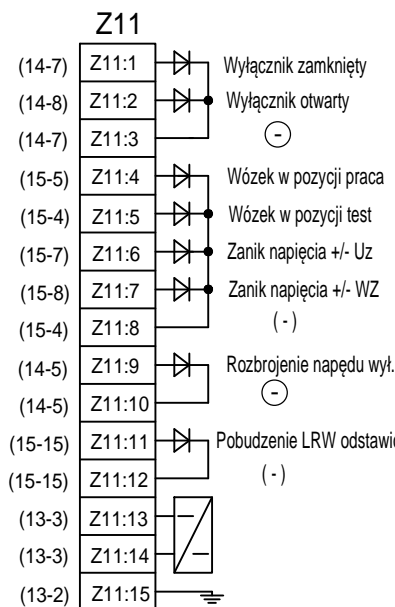 Z11
(14-7) Z11:1 Wyłącznik zamknięty
(14-8) Z11:2 Wyłącznik otwarty
(14-7) Z11:3 -
(15-5) Z11:4 Wózek w pozycji praca
(15-4) Z11:5 Wózek w pozycji test
(15-7) Z11:6 Zanik napięcia +/- Uz
(15-8) Z11:7 Zanik napięcia +/- WZ
(15-4) Z11:8 (-)
(14-5) Z11:9 Rozbrojenie napędu wył.
(14-5) Z11:10 -
(15-15) Z11:11 Pobudzenie LRW odstawi
(15-15) Z11:12 (-)
(13-3) Z11:13
(13-3) Z11:14
(13-2) Z11:15